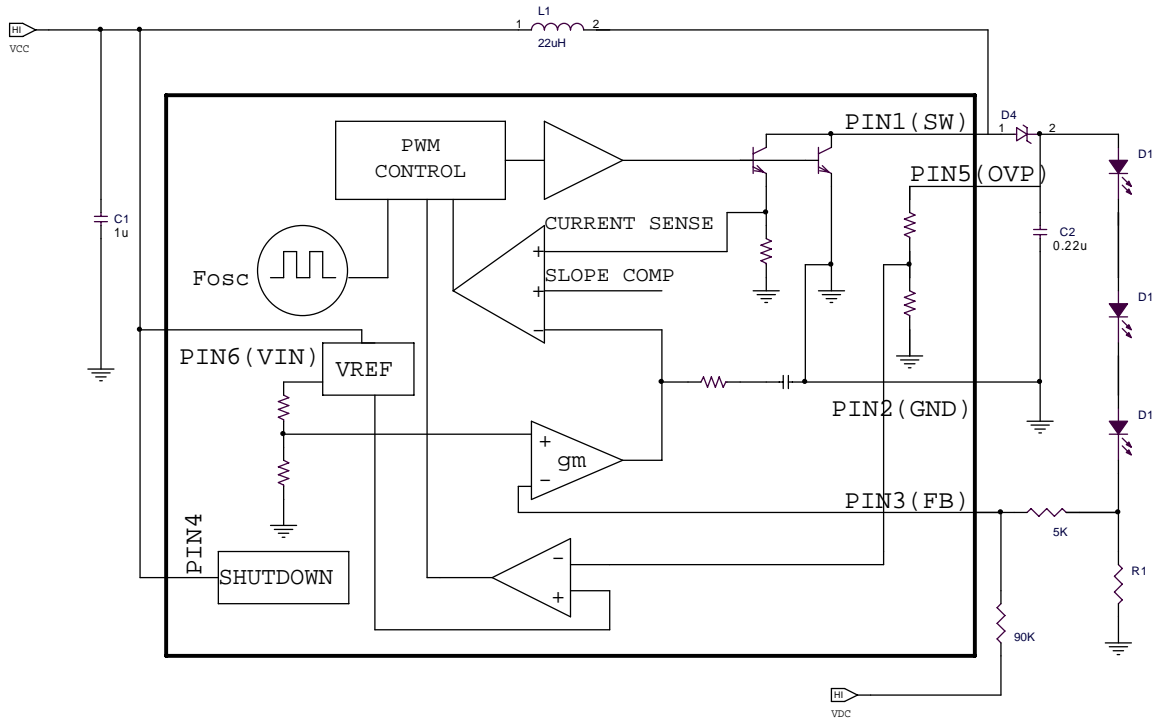 L1
HI
VCC
1
2
22uH
PIN1(SW)
D4
1
2
PWM
CONTROL
D1
PIN5(OVP)
C1
1u
CURRENT SENSE
+
C2
0.22u
Fosc
SLOPE COMP
+
-
D1
PIN6(VIN)
VREF
PIN2(GND)
D1
+
gm
-
PIN3(FB)
5K
PIN4
SHUTDOWN
-
+
R1
90K
HI
VDC